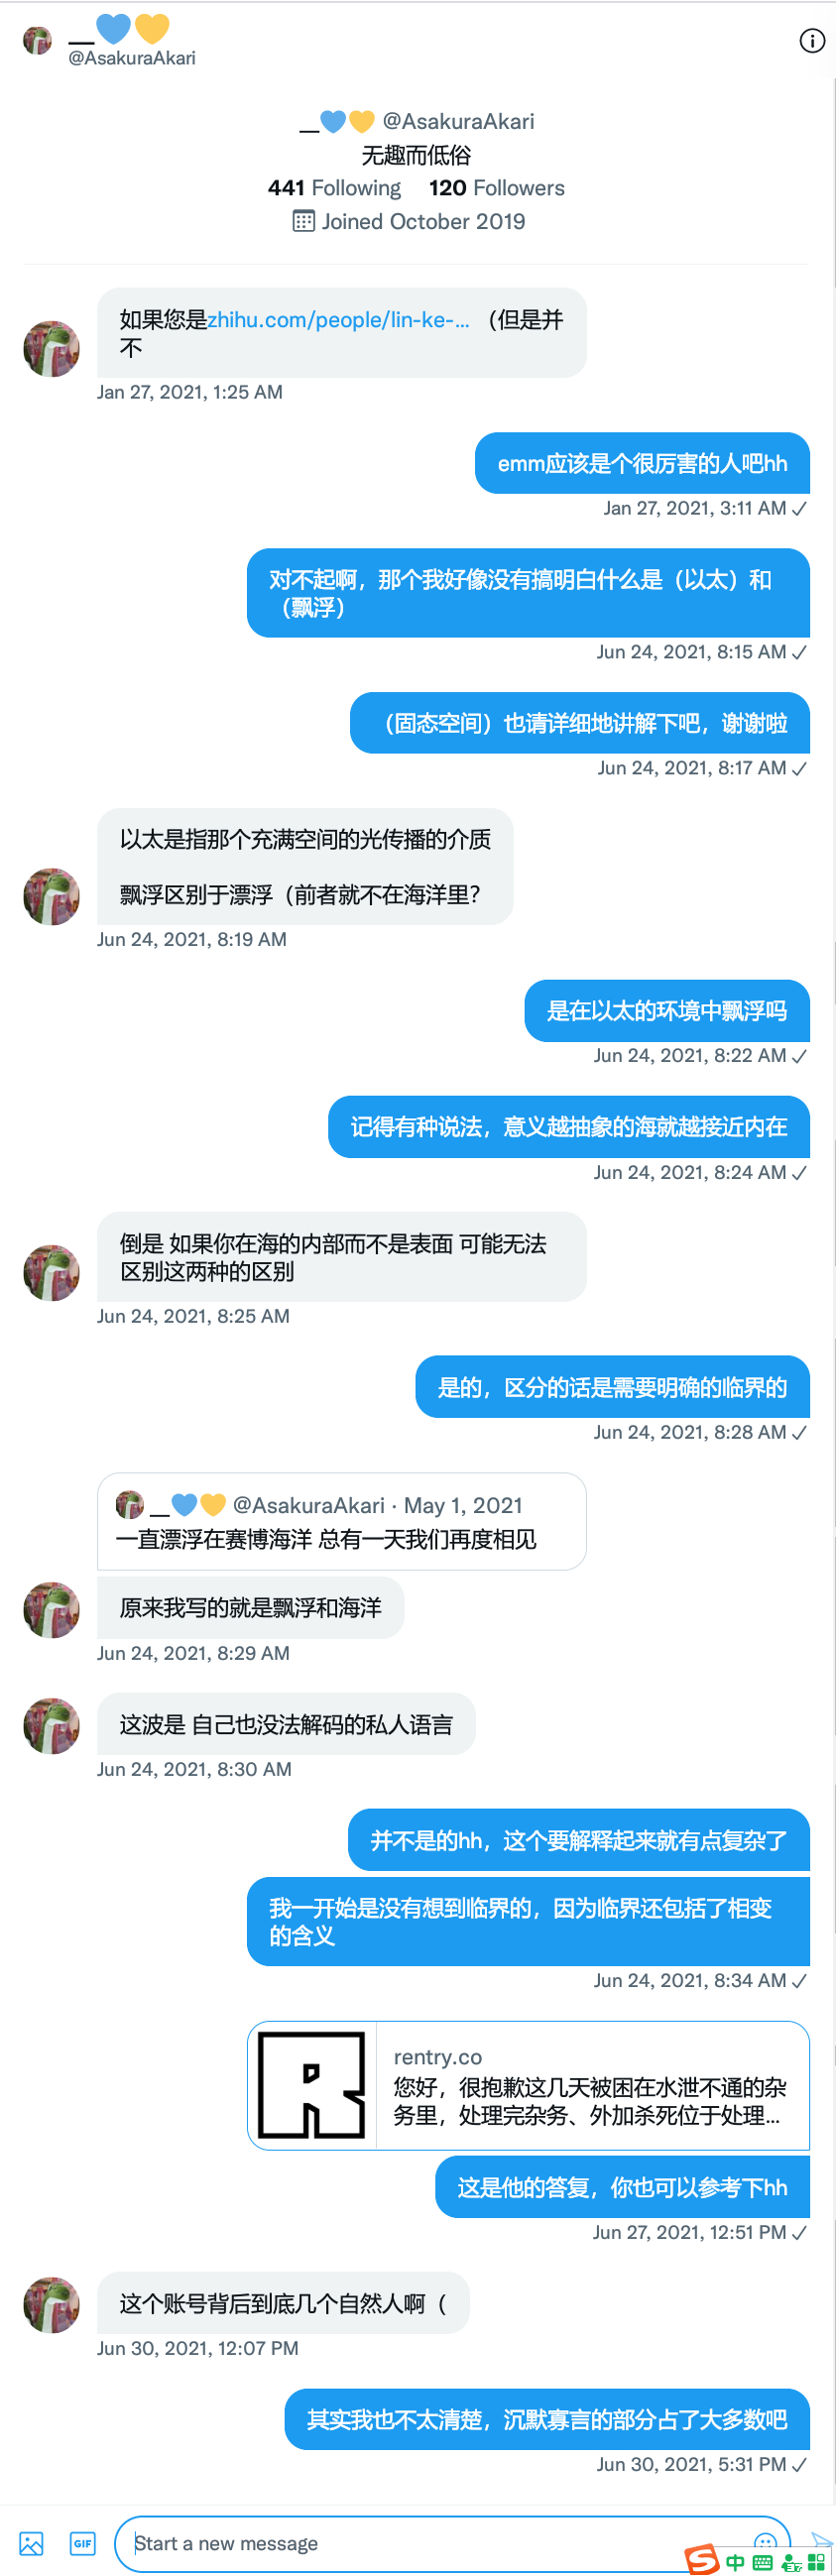 __💙💛
@AsakuraAkari
__💙💛 @AsakuraAkari
无趣而低俗
441 Following 120 Followers
Joined October 2019
如果您是zhihu.com/people/lin-ke-... （但是并
不
Jan 27, 2021, 1:25 AM
emm应该是个很厉害的人吧hh
Jan 27, 2021, 3:11 AM ✓
对不起啊，那个我好像没有搞明白什么是（以太）和
（飘浮）
Jun 24, 2021, 8:15 AM ✓
（固态空间）也请详细地讲解下吧，谢谢啦
Jun 24, 2021, 8:17 AM ✓
以太是指那个充满空间的光传播的介质
飘浮区别于漂浮（前者就不在海洋里？
Jun 24, 2021, 8:19 AM
是在以太的环境中飘浮吗
Jun 24, 2021, 8:22 AM ✓
记得有种说法，意义越抽象的海就越接近内在
Jun 24, 2021, 8:24 AM ✓
倒是 如果你在海的内部而不是表面 可能无法
区别这两种的区别
Jun 24, 2021, 8:25 AM
是的，区分的话是需要明确的临界的
Jun 24, 2021, 8:28 AM ✓
__💙💛 @AsakuraAkari · May 1, 2021
一直漂浮在赛博海洋 总有一天我们再度相见
原来我写的就是飘浮和海洋
Jun 24, 2021, 8:29 AM
这波是 自己也没法解码的私人语言
Jun 24, 2021, 8:30 AM
并不是的hh，这个要解释起来就有点复杂了
我一开始是没有想到临界的，因为临界还包括了相变
的含义
Jun 24, 2021, 8:34 AM ✓
R
rentry.co
您好，很抱歉这几天被困在水泄不通的杂
务里，处理完杂务、外加杀死位于处理...
这是他的答复，你也可以参考下hh
Jun 27, 2021, 12:51 PM ✓
这个账号背后到底几个自然人啊（
Jun 30, 2021, 12:07 PM
其实我也不太清楚，沉默寡言的部分占了大多数吧
Jun 30, 2021, 5:31 PM ✓
GIF
Start a new message
S 中